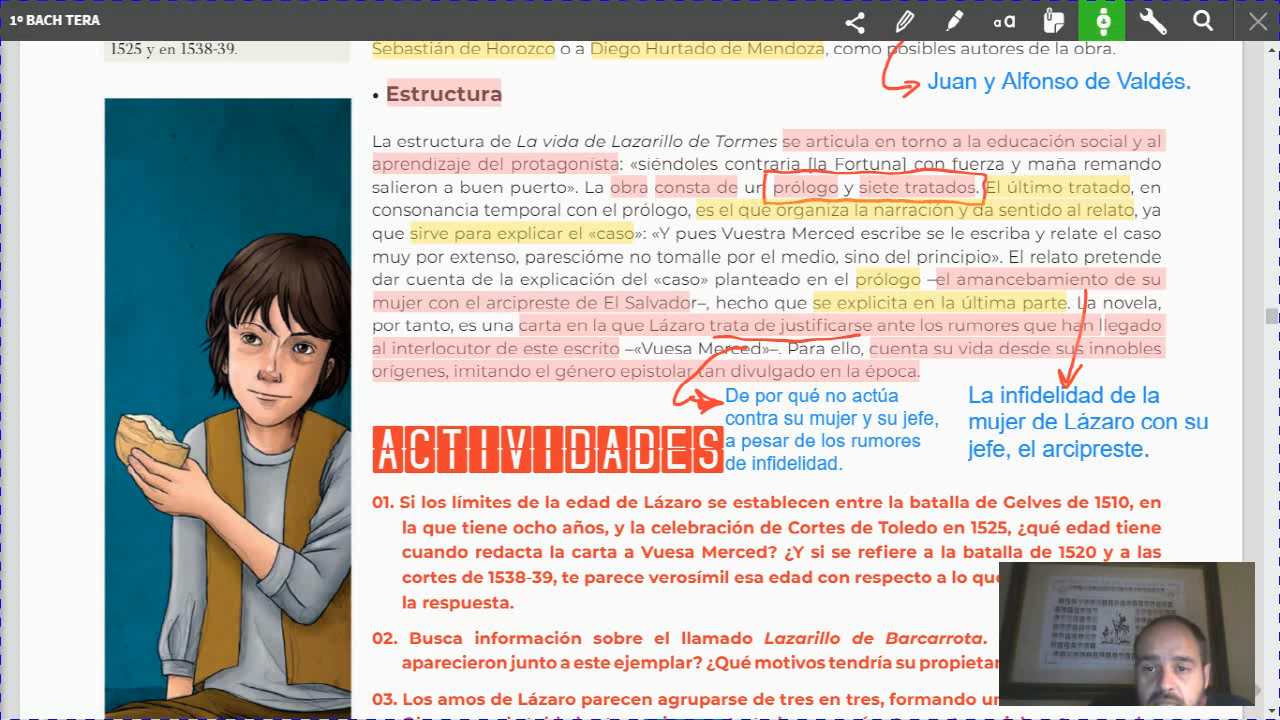 1º BACH TERA
aa
1525 y en 1538-39.
Sebastián de Horozco o a Diego Hurtado de Mendoza, como posibles autores de la obra.
Juan y Alfonso de Valdés.
• Estructura
La estructura de La vida de Lazarillo de Tormes se articula en torno a la educación social y al
aprendizaje del protagonista: «siéndoles contraria [la Fortuna] con fuerza y maña remando
salieron a buen puerto». La obra consta de un prólogo y siete tratados. El último tratado, en
consonancia temporal con el prólogo, es el que organiza la narración y da sentido al relato, ya
que sirve para explicar el «caso»: «Y pues Vuestra Merced escribe se le escriba y relate el caso
muy por extenso, parescióme no tomalle por el medio, sino del principio». El relato pretende
dar cuenta de la explicación del «caso» planteado en el prólogo –el amancebamiento de su
mujer con el arcipreste de El Salvador–, hecho que se explicita en la última parte. La novela,
por tanto, es una carta en la que Lázaro trata de justificarse ante los rumores que han llegado
al interlocutor de este escrito –«Vuesa Merced»–. Para ello, cuenta su vida desde sus innobles
orígenes, imitando el género epistolar tan divulgado en la época.
De por qué no actúa
contra su mujer y su jefe,
a pesar de los rumores
de infidelidad.
La infidelidad de la
mujer de Lázaro con su
jefe, el arcipreste.
ACTIVIDADES
01. Si los límites de la edad de Lázaro se establecen entre la batalla de Gelves de 1510, en
la que tiene ocho años, y la celebración de Cortes de Toledo en 1525, ¿qué edad tiene
cuando redacta la carta a Vuesa Merced? ¿Y si se refiere a la batalla de 1520 y a las
cortes de 1538-39, te parece verosímil esa edad con respecto a lo
la respuesta.
02. Busca información sobre el llamado Lazarillo de Barcarrota.
aparecieron junto a este ejemplar? ¿Qué motivos tendría su
03. Los amos de Lázaro parecen agruparse de tres en tres, formando